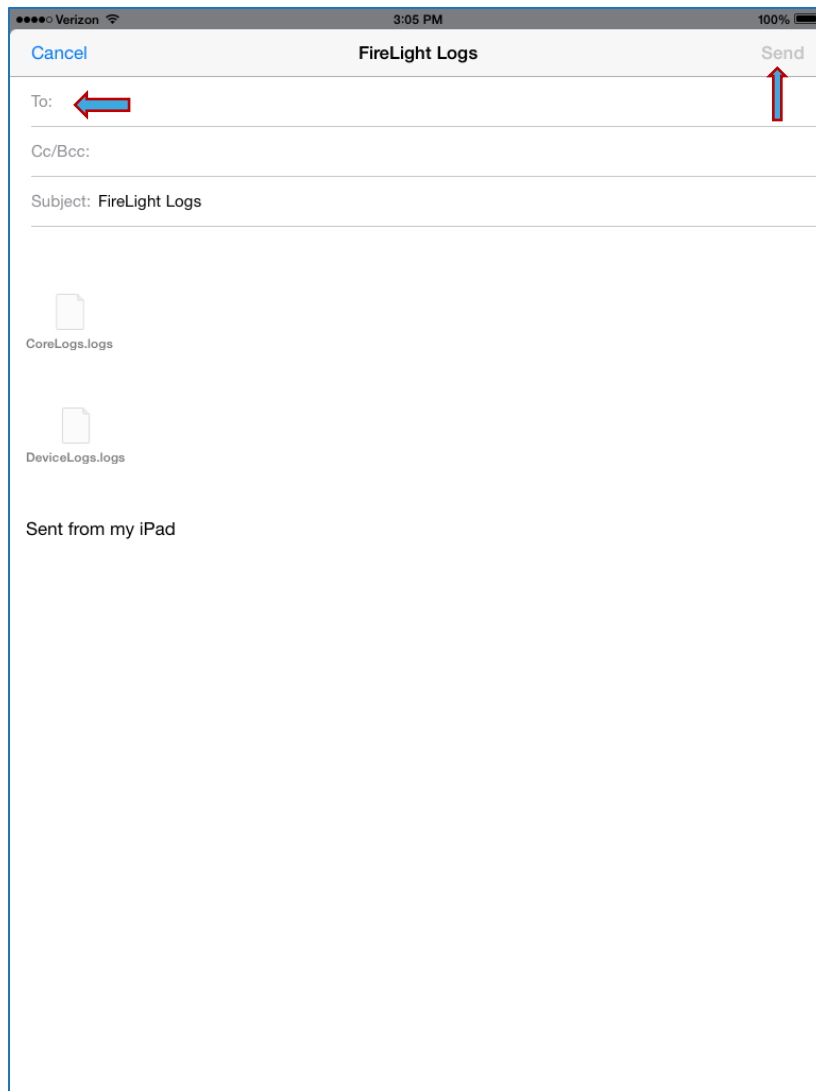 Verizon 3:05 PM 100%
Cancel FireLight Logs Send
To:
Cc/Bcc:
Subject: FireLight Logs
CoreLogs.logs
DeviceLogs.logs
Sent from my iPad